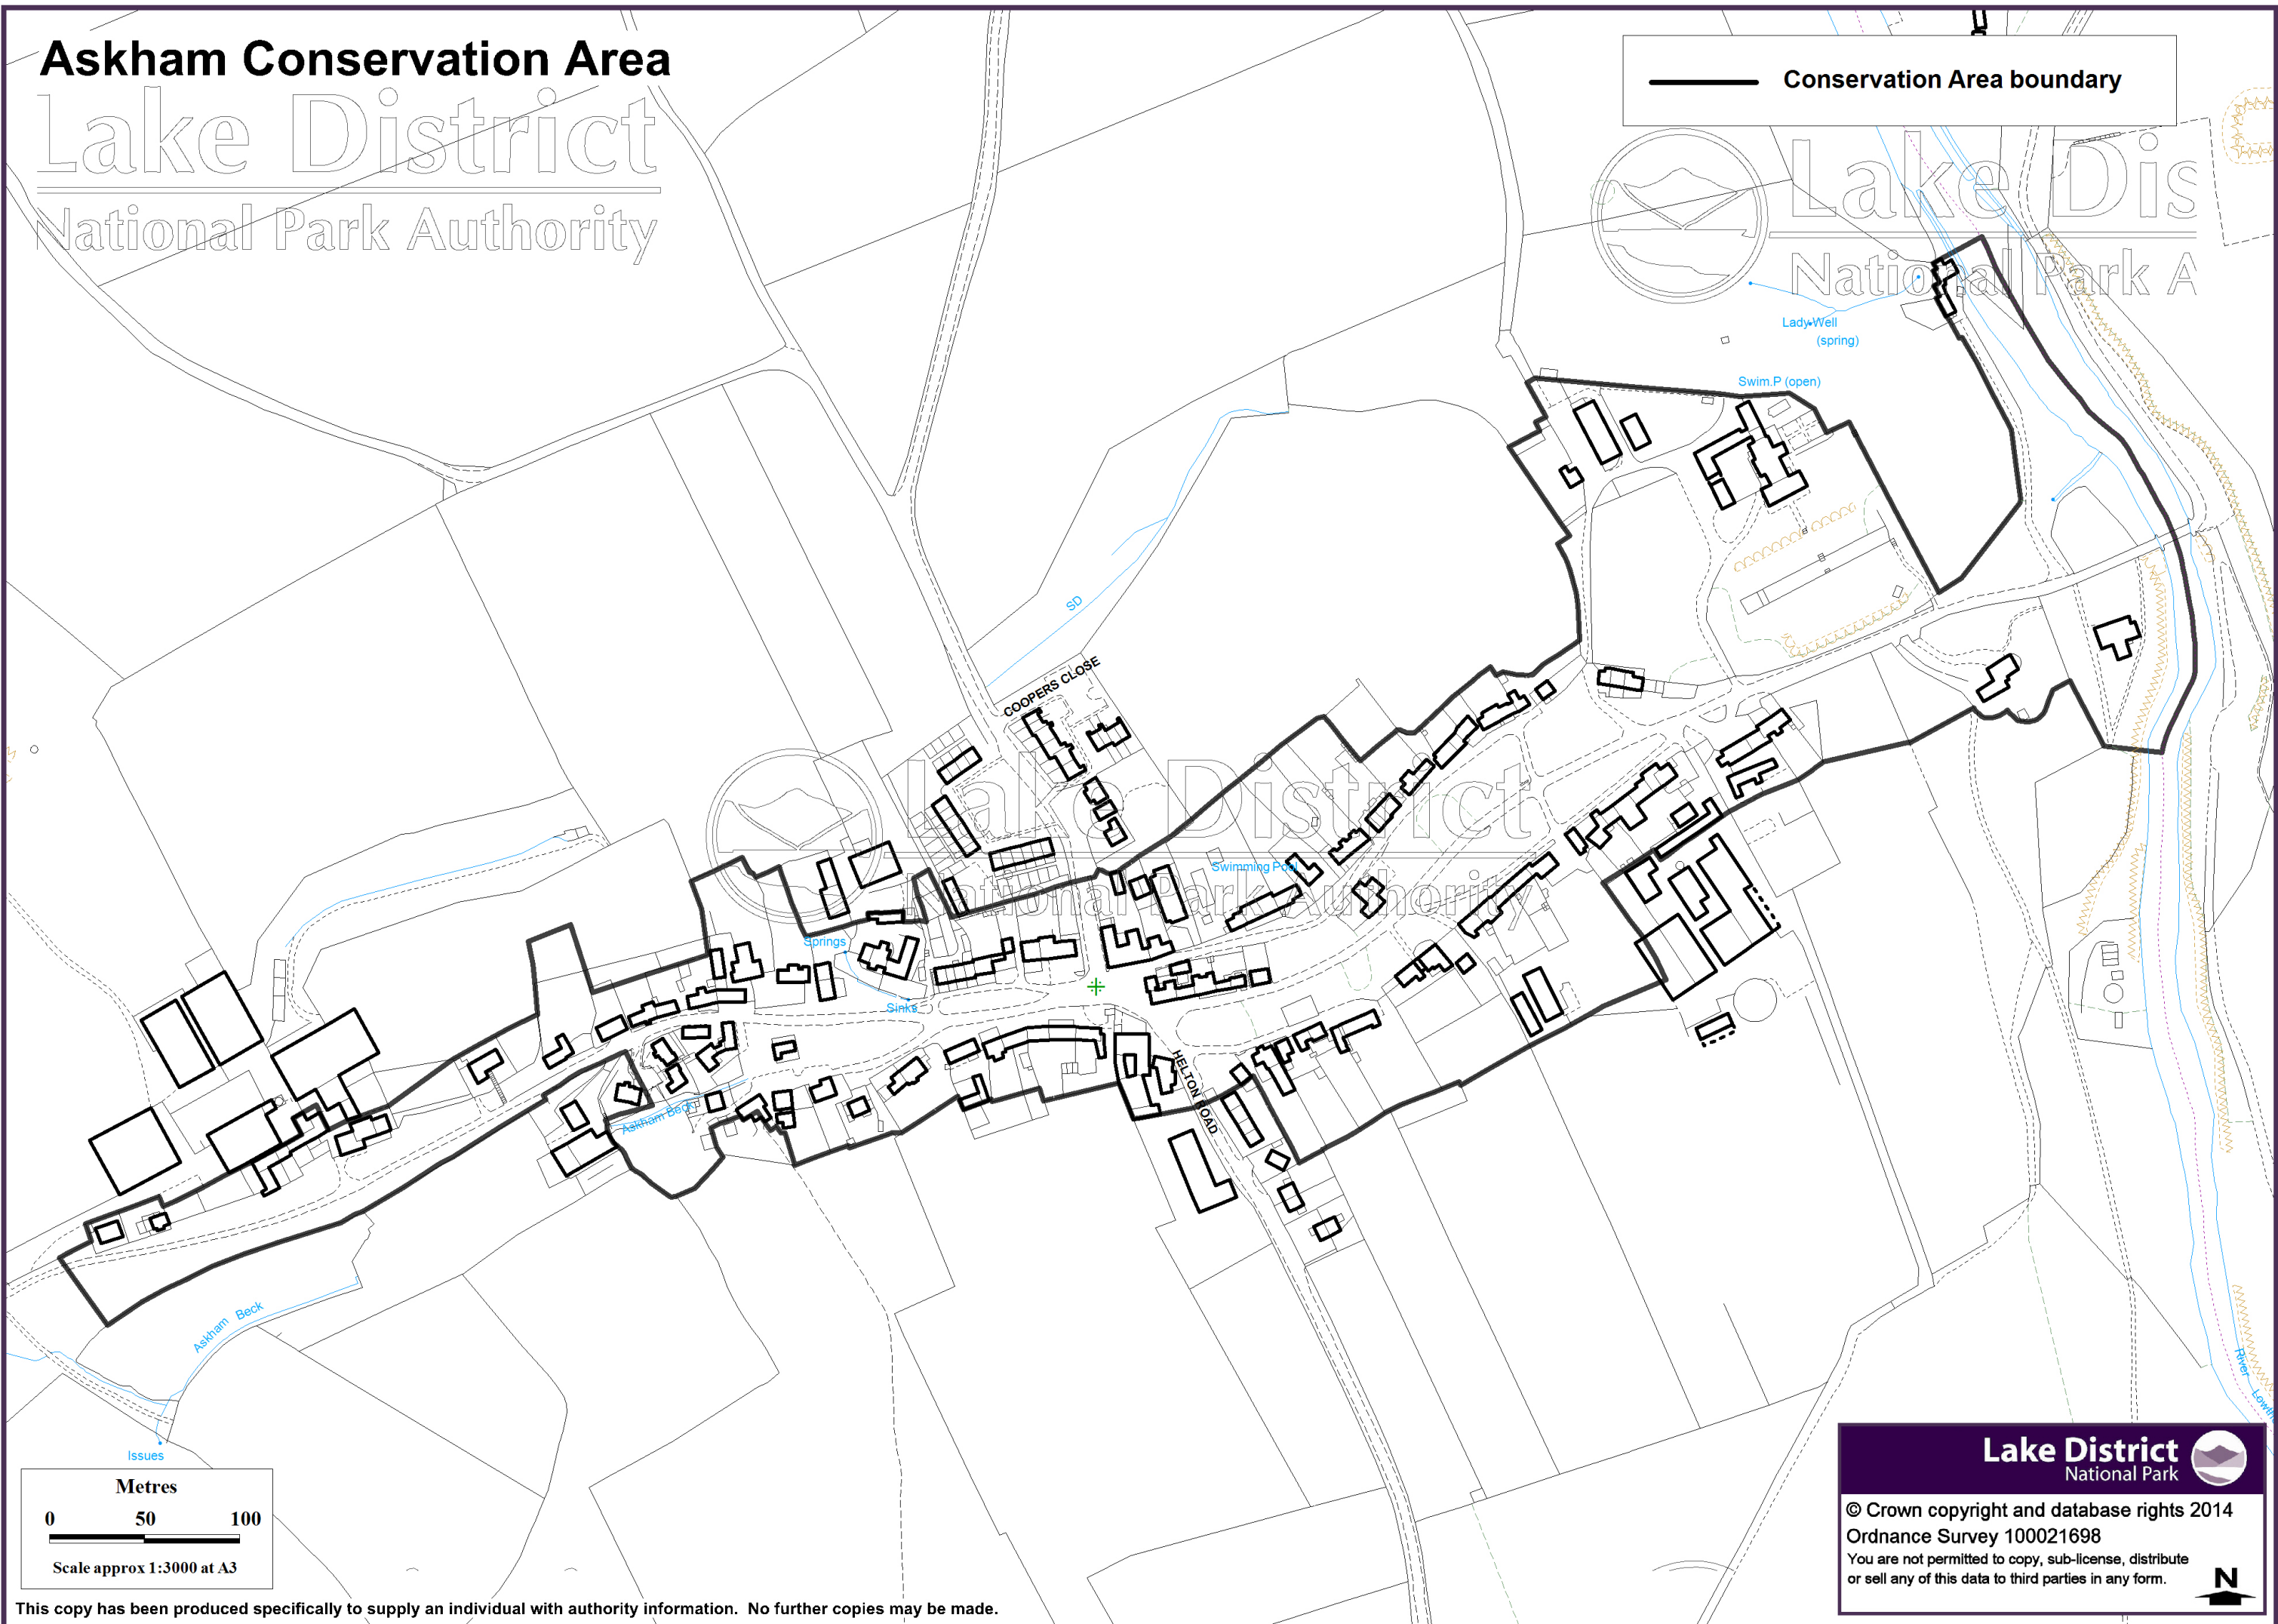 Askham Conservation Area
Lake District
National Park Authority
Conservation Area boundary
Lake Dis
National Park A
Lady Well
(spring)
Swim.P (open)
SD
COOPERS CLOSE
Lake District
National Park Authority
Swimming Pool
Springs
Sinks
HELTON ROAD
Askham Beck
Askham Beck
Issues
River Lowth
Metres
0 50 100
Scale approx 1:3000 at A3
Lake District
National Park
© Crown copyright and database rights 2014
Ordnance Survey 100021698
You are not permitted to copy, sub-license, distribute
or sell any of this data to third parties in any form.
N
This copy has been produced specifically to supply an individual with authority information. No further copies may be made.